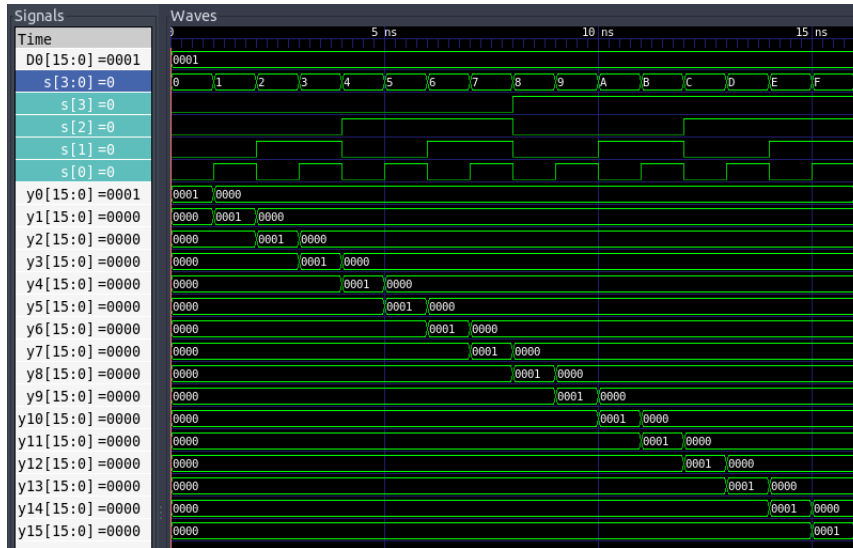 Signals Waves
Time 0 5 ns 10 ns 15 ns
D0[15:0] =0001 0001
s[3:0] =0 0 1 2 3 4 5 6 7 8 9 A B C D E F
s[3] =0
s[2] =0
s[1] =0
s[0] =0
y0[15:0] =0001 0001 0000
y1[15:0] =0000 0000 0001 0000
y2[15:0] =0000 0000 0001 0000
y3[15:0] =0000 0000 0001 0000
y4[15:0] =0000 0000 0001 0000
y5[15:0] =0000 0000 0001 0000
y6[15:0] =0000 0000 0001 0000
y7[15:0] =0000 0000 0001 0000
y8[15:0] =0000 0000 0001 0000
y9[15:0] =0000 0000 0001 0000
y10[15:0] =0000 0000 0001 0000
y11[15:0] =0000 0000 0001 0000
y12[15:0] =0000 0000 0001 0000
y13[15:0] =0000 0000 0001 0000
y14[15:0] =0000 0000 0001 0000
y15[15:0] =0000 0000 0001